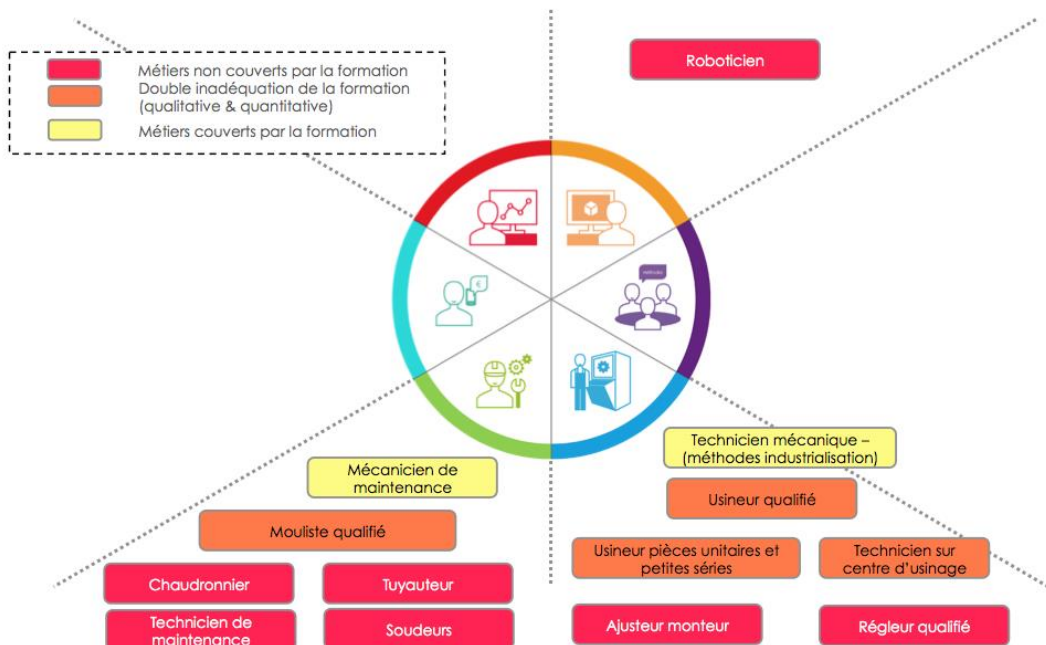 Roboticien
Métiers non couverts par la formation
Double inadéquation de la formation
(qualitative & quantitative)
Métiers couverts par la formation
€
méthodes
Technicien mécanique –
(méthodes industrialisation)
Mécanicien de
maintenance
Usineur qualifié
Mouliste qualifié
Usineur pièces unitaires et
petites séries
Technicien sur
centre d'usinage
Chaudronnier
Tuyauteur
Technicien de
maintenance
Soudeurs
Ajusteur monteur
Régleur qualifié